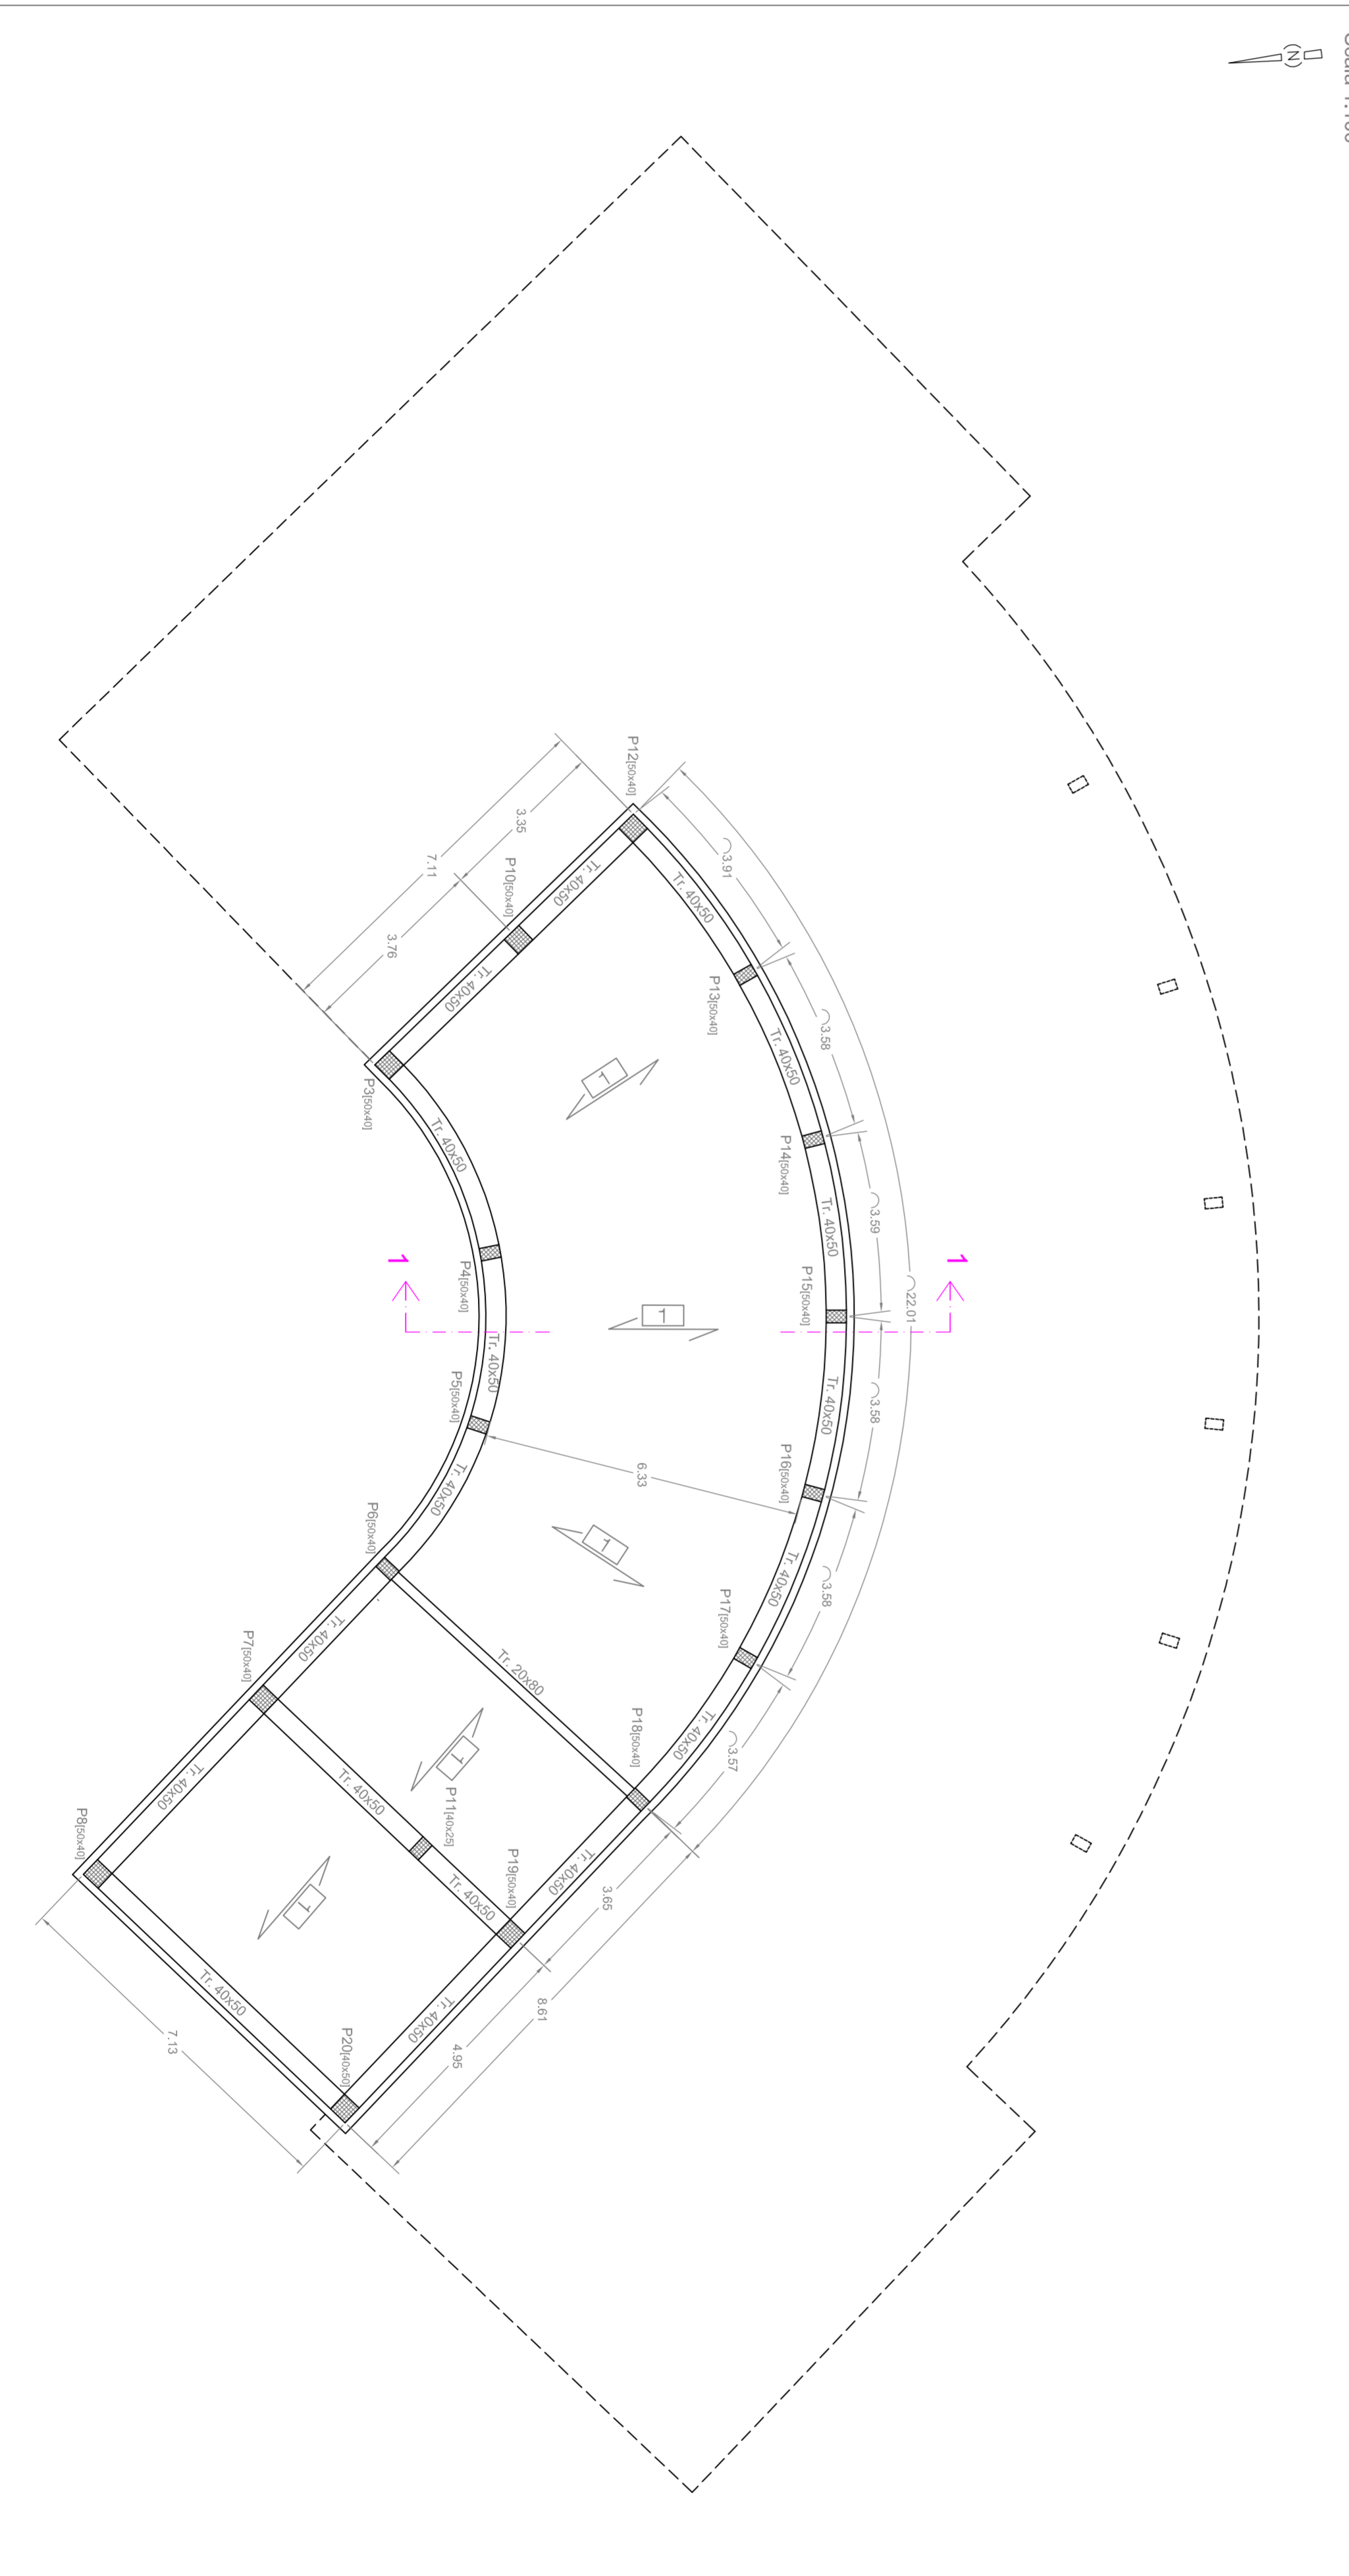 (N)
P12[50x40]
3.35
7.11
P10[50x40]
Tr. 40x50
3.91
Tr. 40x50
3.76
Tr. 40x50
P13[50x40]
3.58
Tr. 40x50
P3[50x40]
Tr. 40x50
1
P14[50x40]
Tr. 40x50
3.59
1
P4[50x40]
1
P15[50x40]
22.01
1
Tr. 40x50
P5[50x40]
Tr. 40x50
3.58
6.33
P16[50x40]
Tr. 40x50
P6[50x40]
1
Tr. 40x50
3.58
P17[50x40]
Tr. 40x50
P7[50x40]
Tr. 20x80
P18[50x40]
Tr. 40x50
3.57
1
Tr. 40x50
Tr. 40x50
P11[40x25]
P8[50x40]
P19[50x40]
Tr. 40x50
3.65
1
Tr. 40x50
Tr. 40x50
8.61
Tr. 40x50
4.95
7.13
P20[40x50]